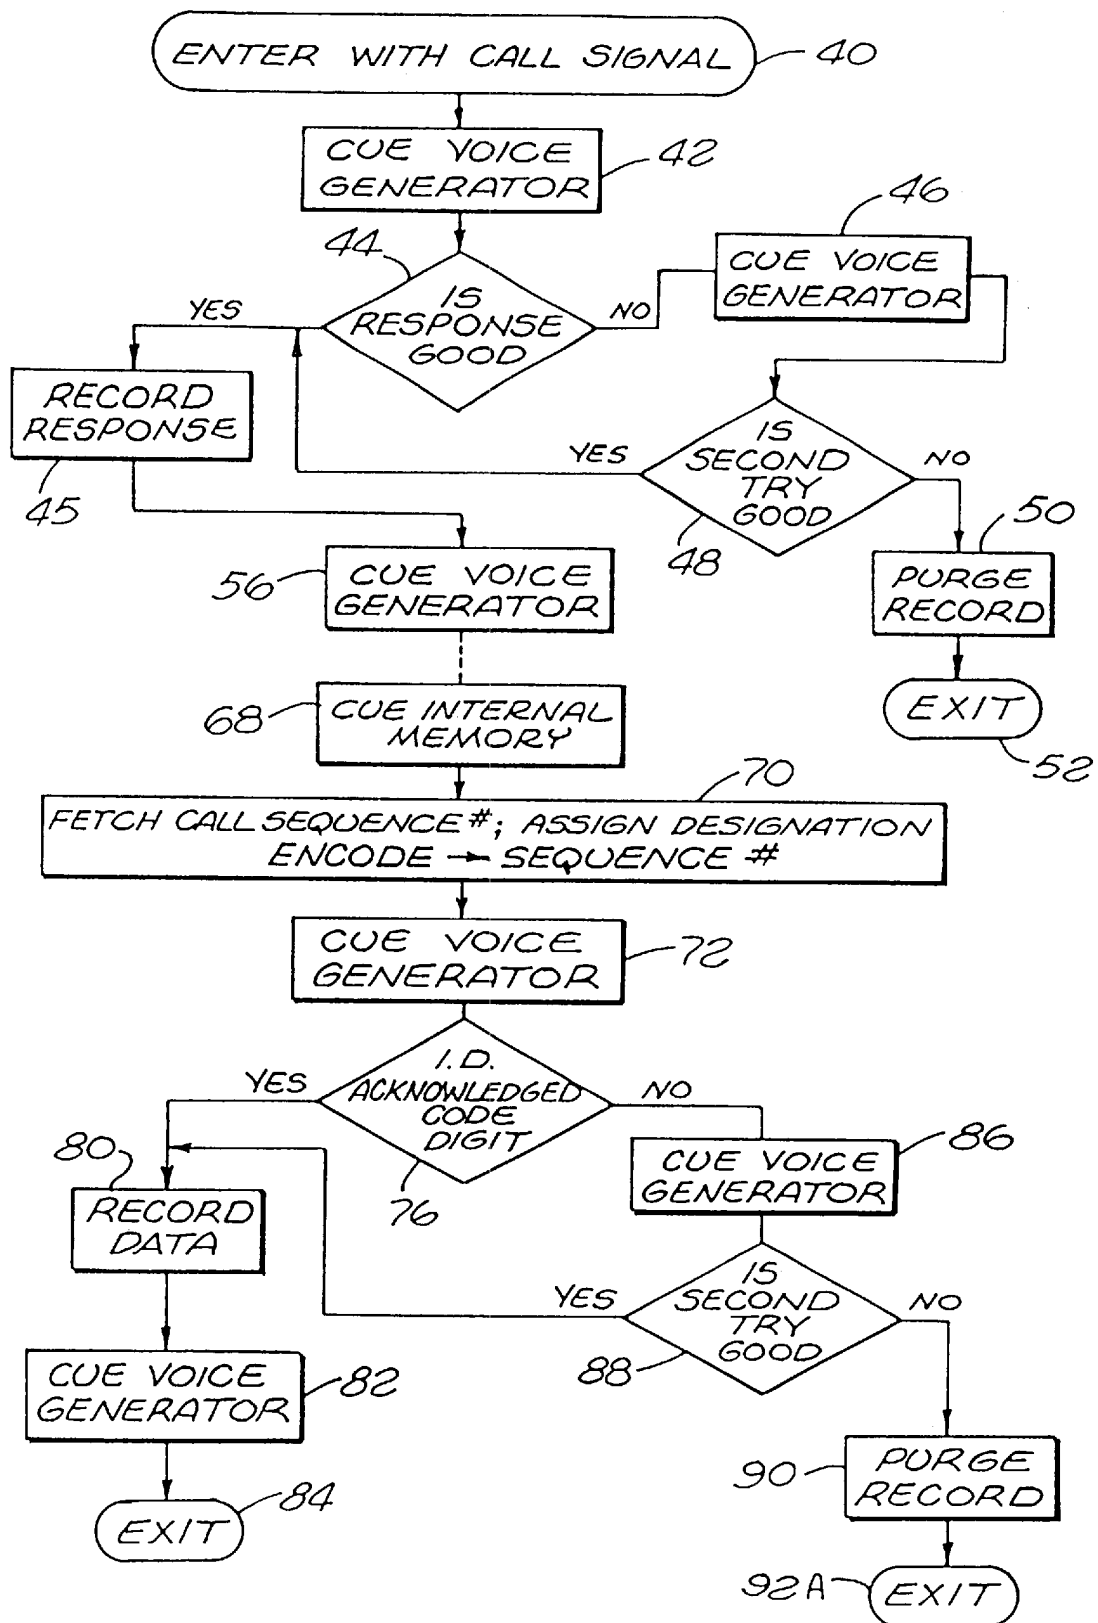 ENTER WITH CALL SIGNAL
40
CUE VOICE
GENERATOR
42
44
IS
RESPONSE
GOOD
YES
NO
46
CUE VOICE
GENERATOR
RECORD
RESPONSE
45
IS
SECOND
TRY
GOOD
YES
NO
48
50
PURGE
RECORD
EXIT
52
56
CUE VOICE
GENERATOR
68
CUE INTERNAL
MEMORY
70
FETCH CALL SEQUENCE #; ASSIGN DESIGNATION
ENCODE → SEQUENCE #
CUE VOICE
GENERATOR
72
I.D.
ACKNOWLEDGED
CODE
DIGIT
YES
NO
76
80
RECORD
DATA
86
CUE VOICE
GENERATOR
IS
SECOND
TRY
GOOD
YES
NO
88
CUE VOICE
GENERATOR
82
84
EXIT
90
PURGE
RECORD
92A
EXIT